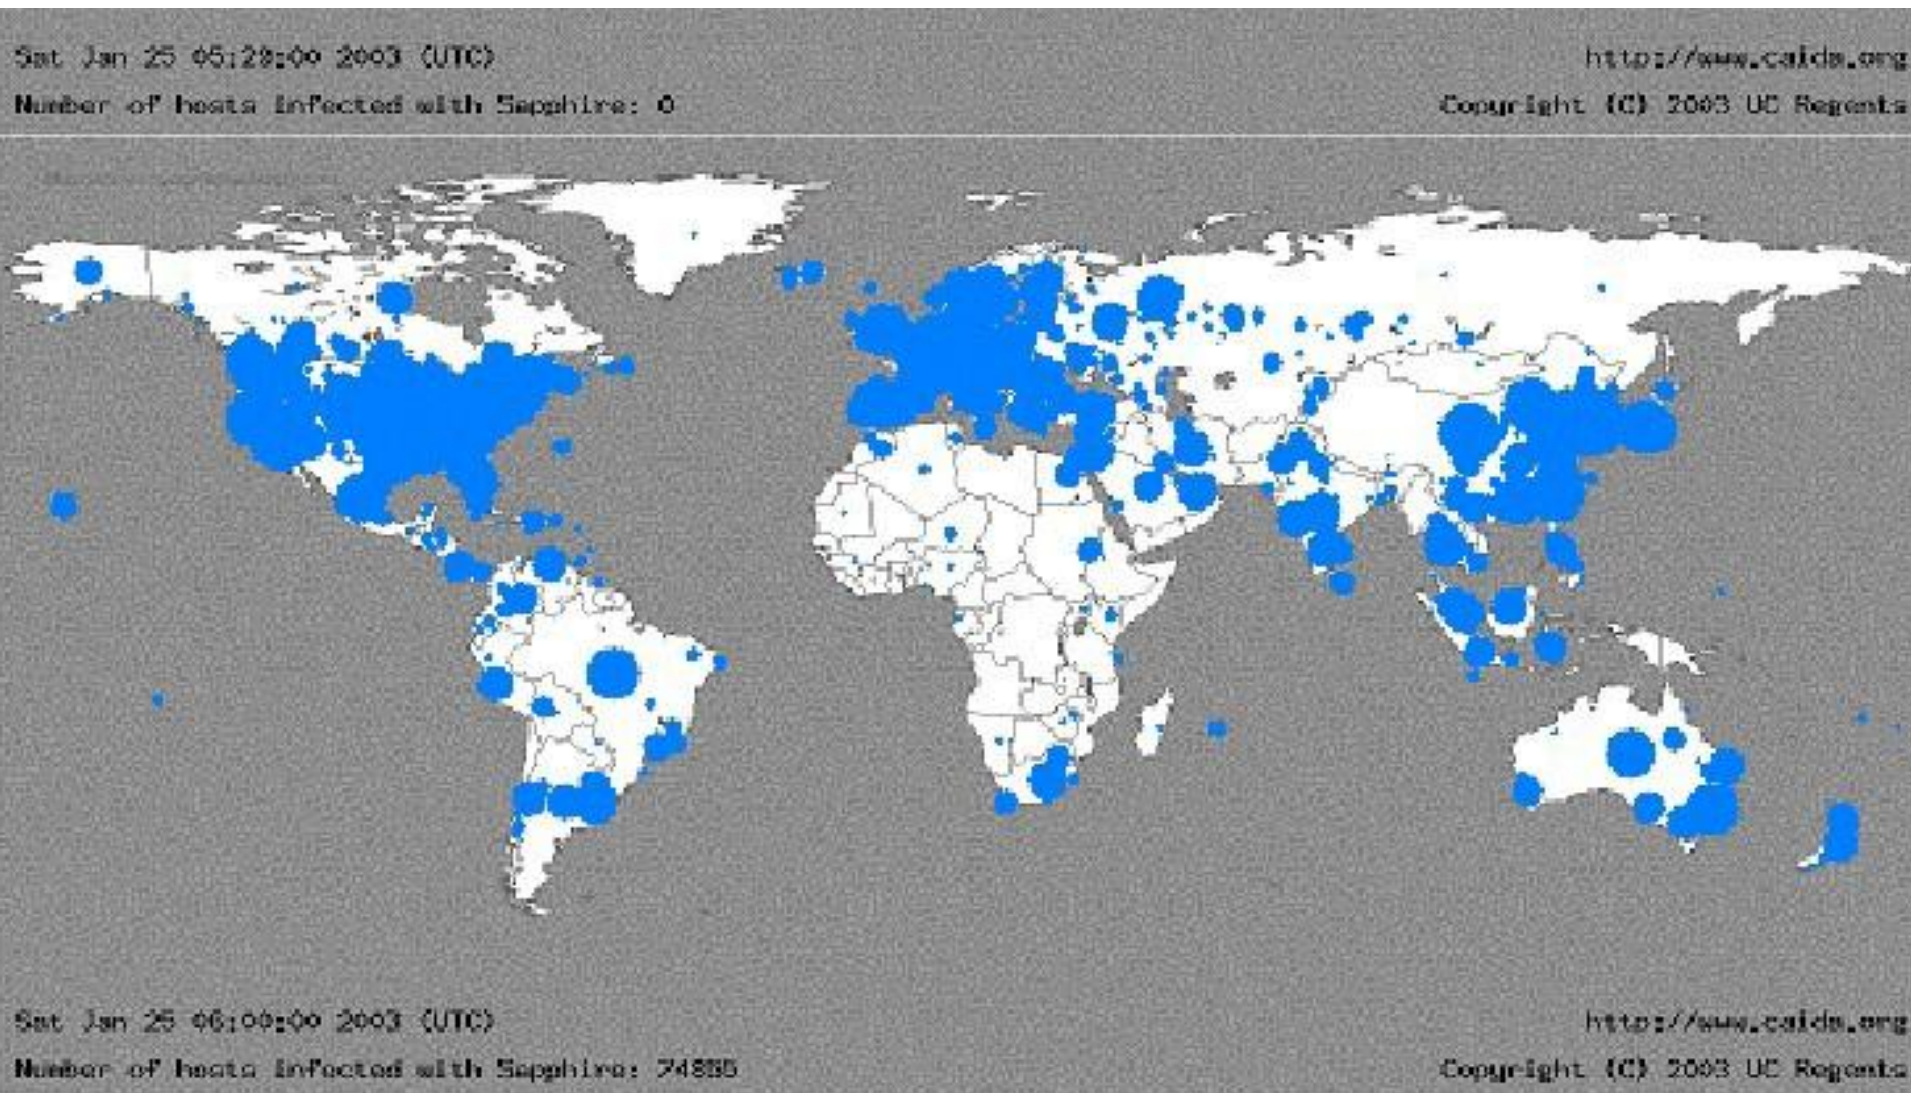 Sat Jan 25 05:29:00 2003 (UTC)
http://www.caida.org
Number of hosts infected with Sapphire: 0
Copyright (C) 2003 UC Regents
Sat Jan 25 06:00:00 2003 (UTC)
http://www.caida.org
Number of hosts infected with Sapphire: 74855
Copyright (C) 2003 UC Regents